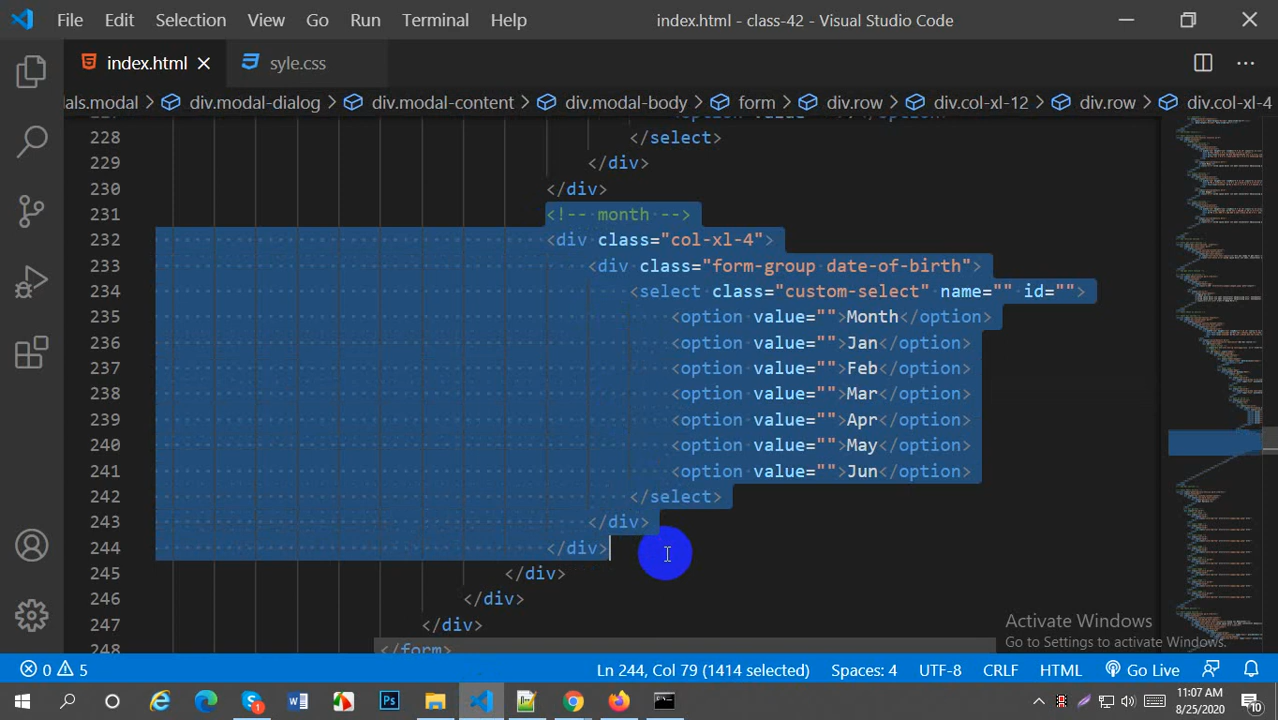 File Edit Selection View Go Run Terminal Help index.html - class-42 - Visual Studio Code
index.html syle.css
als.modal div.modal-dialog div.modal-content div.modal-body form div.row div.col-xl-12 div.row div.col-xl-4
228 </select>
229 </div>
230 </div>
231 <!-- month -->
232 <div class="col-xl-4">
233 <div class="form-group date-of-birth">
234 <select class="custom-select" name="" id="">
235 <option value="">Month</option>
236 <option value="">Jan</option>
237 <option value="">Feb</option>
238 <option value="">Mar</option>
239 <option value="">Apr</option>
240 <option value="">May</option>
241 <option value="">Jun</option>
242 </select>
243 </div>
244 </div>
245 </div>
246 </div>
247 </div>
248 </form>
Activate Windows
Go to Settings to activate Windows.
0 5 Ln 244, Col 79 (1414 selected) Spaces: 4 UTF-8 CRLF HTML Go Live
11:07 AM
8/25/2020
10